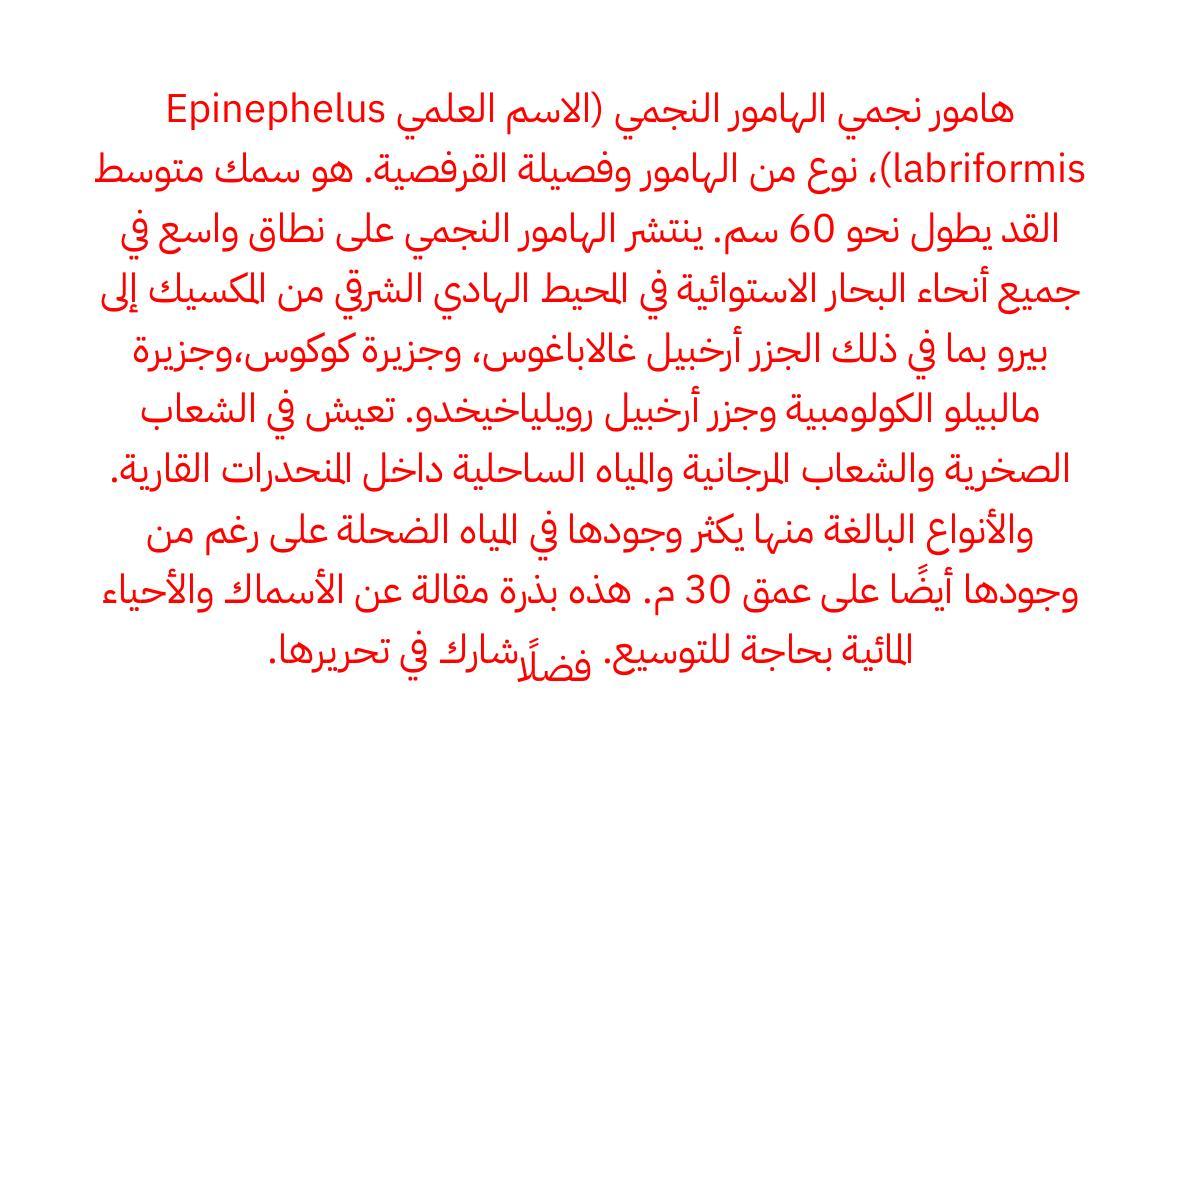 هامور نجمي الهامور النجمي (الاسم العلمي Epinephelus
labriformis)، نوع من الهامور وفصيلة القرفصية. هو سمك متوسط
القد يطول نحو 60 سم. ينتشر الهامور النجمي على نطاق واسع في
جميع أنحاء البحار الاستوائية في المحيط الهادي الشرقي من المكسيك إلى
بيرو بما في ذلك الجزر أرخبيل غالاباغوس، وجزيرة كوكوس،وجزيرة
مالبيلو الكولومبية وجزر أرخبيل رويلياخيخدو. تعيش في الشعاب
الصخرية والشعاب المرجانية والمياه الساحلية داخل المنحدرات القارية.
والأنواع البالغة منها يكثر وجودها في المياه الضحلة على رغم من
وجودها أيضًا على عمق 30 م. هذه بذرة مقالة عن الأسماك والأحياء
المائية بحاجة للتوسيع. فضلًا شارك في تحريرها.